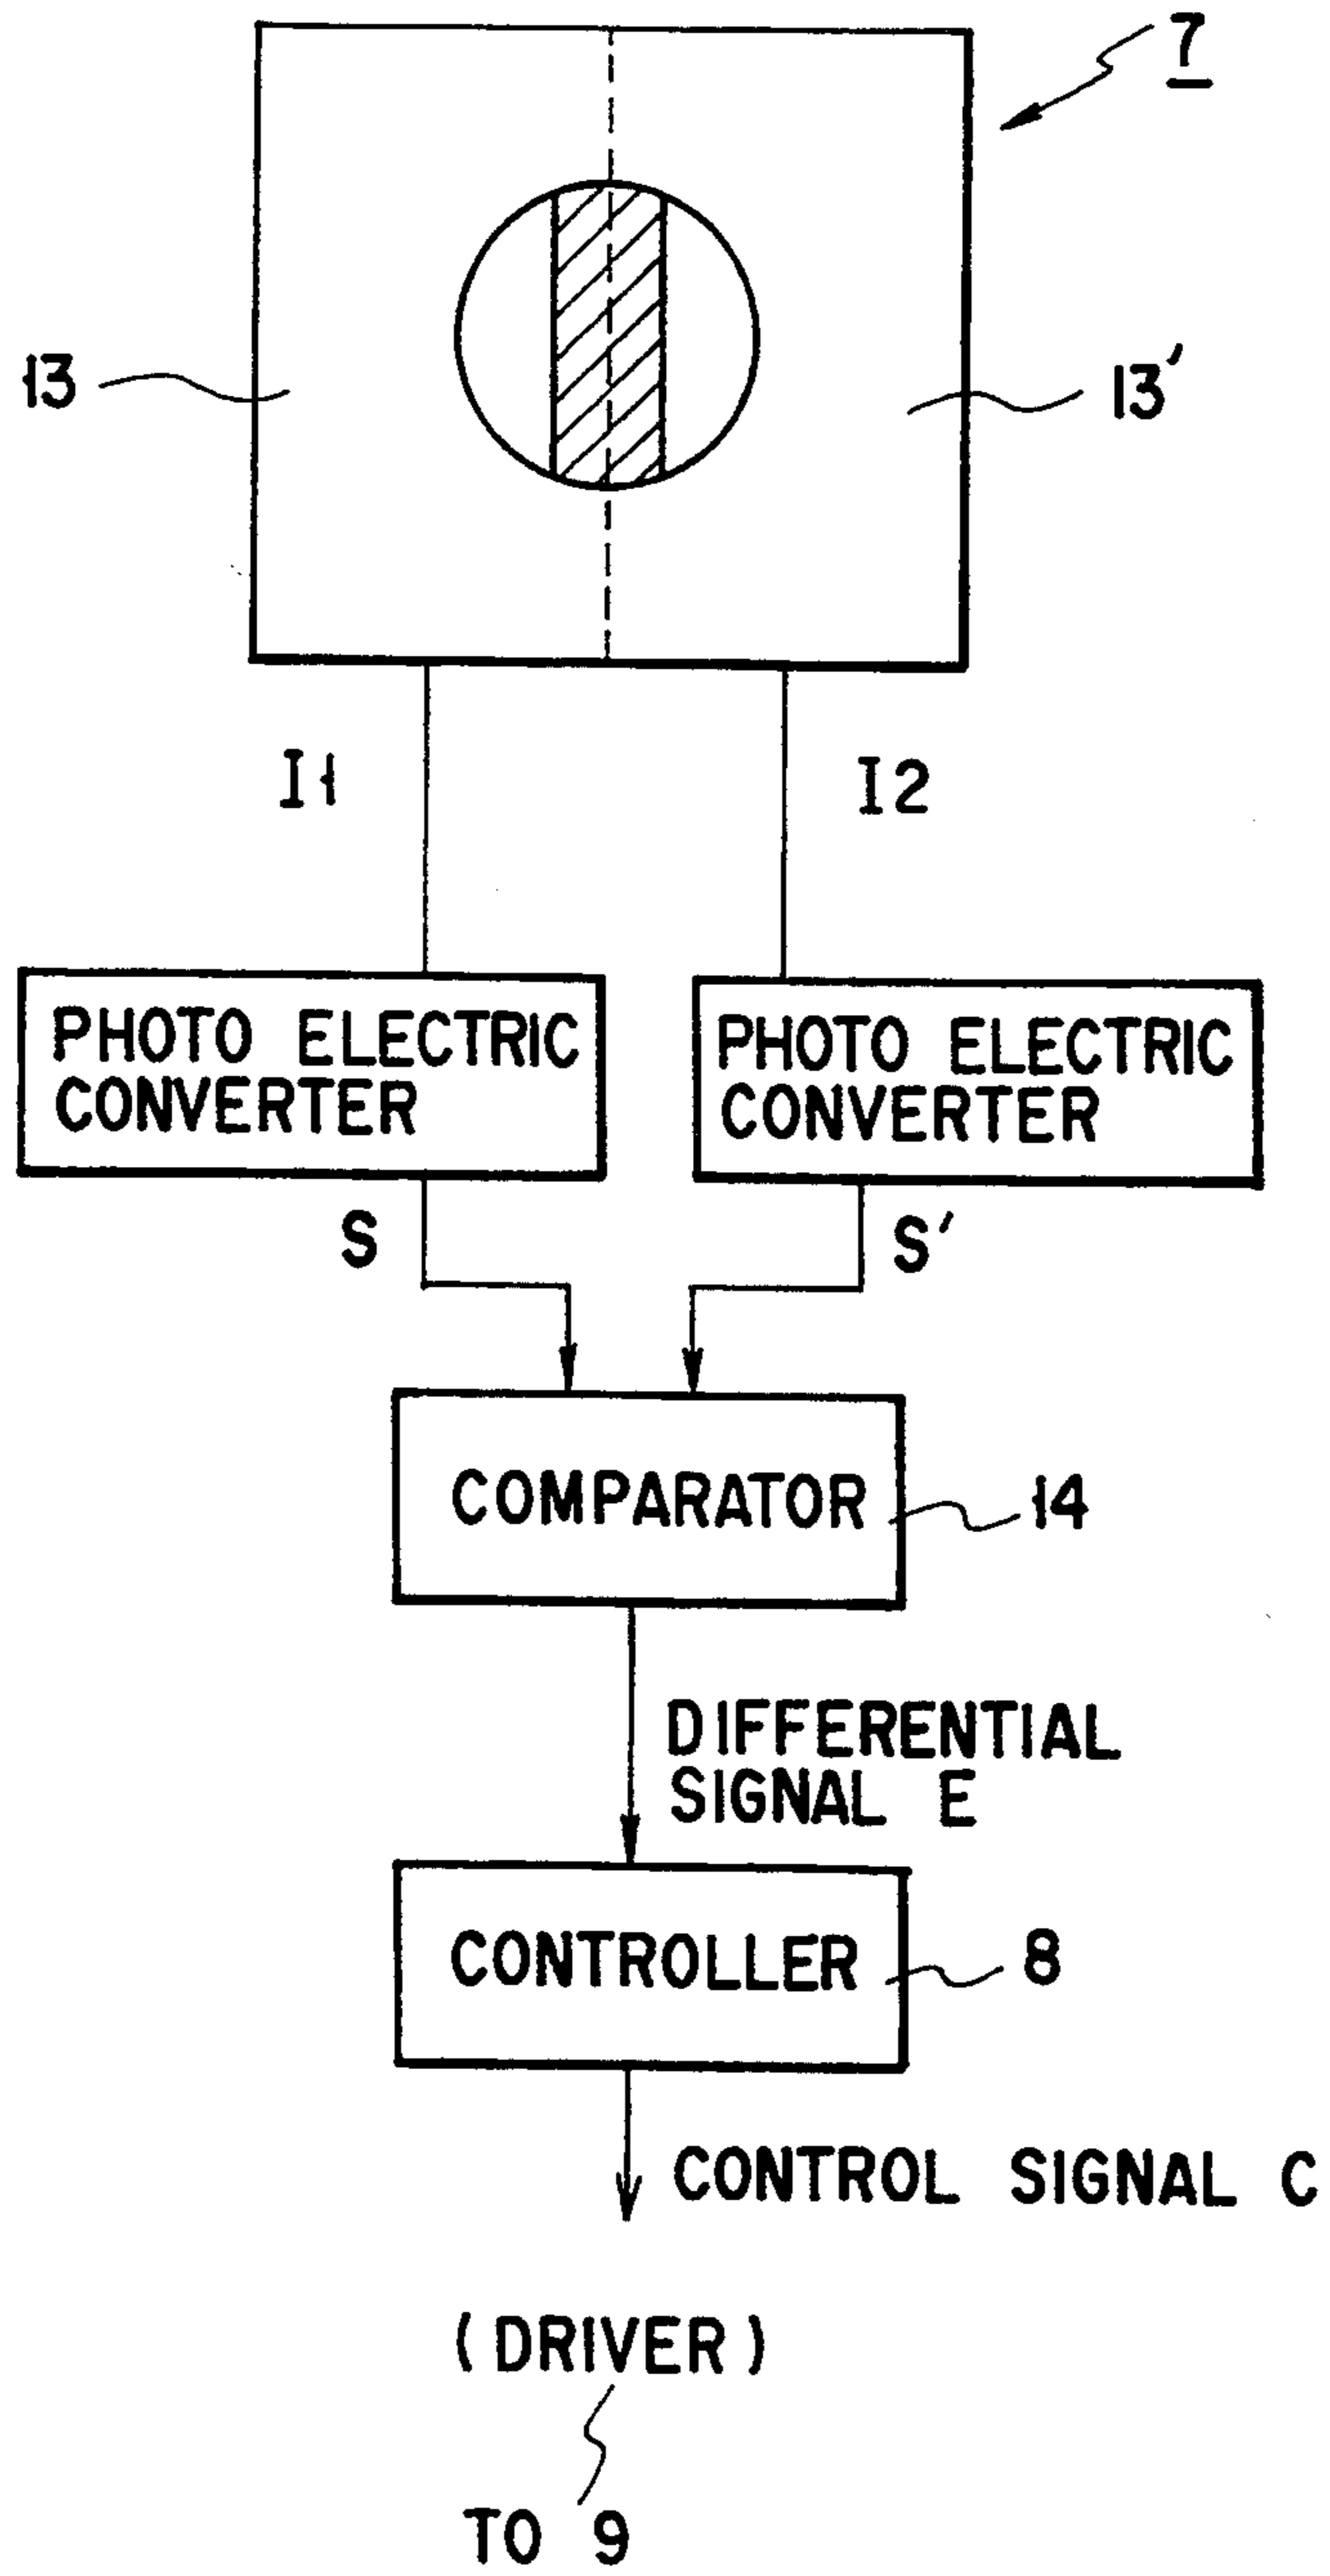 7
13
13'
I1
I2
PHOTO ELECTRIC
CONVERTER
PHOTO ELECTRIC
CONVERTER
S
S'
COMPARATOR
14
DIFFERENTIAL
SIGNAL E
CONTROLLER
8
CONTROL SIGNAL C
(DRIVER)
TO 9